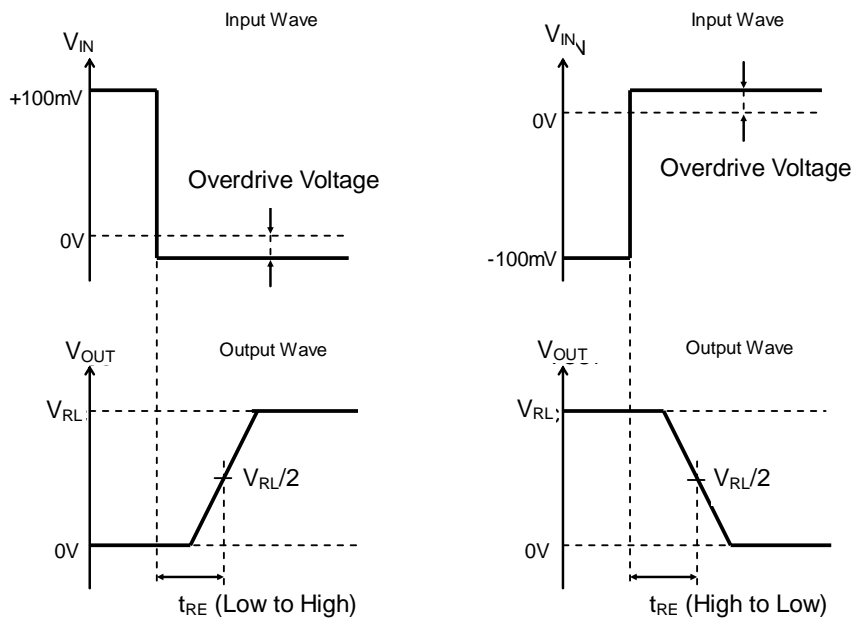 Input Wave
V_IN
+100mV
Overdrive Voltage
0V
Output Wave
V_OUT
V_RL
V_RL/2
0V
t_RE (Low to High)
Input Wave
V_IN
0V
Overdrive Voltage
-100mV
Output Wave
V_OUT
V_RL
V_RL/2
0V
t_RE (High to Low)